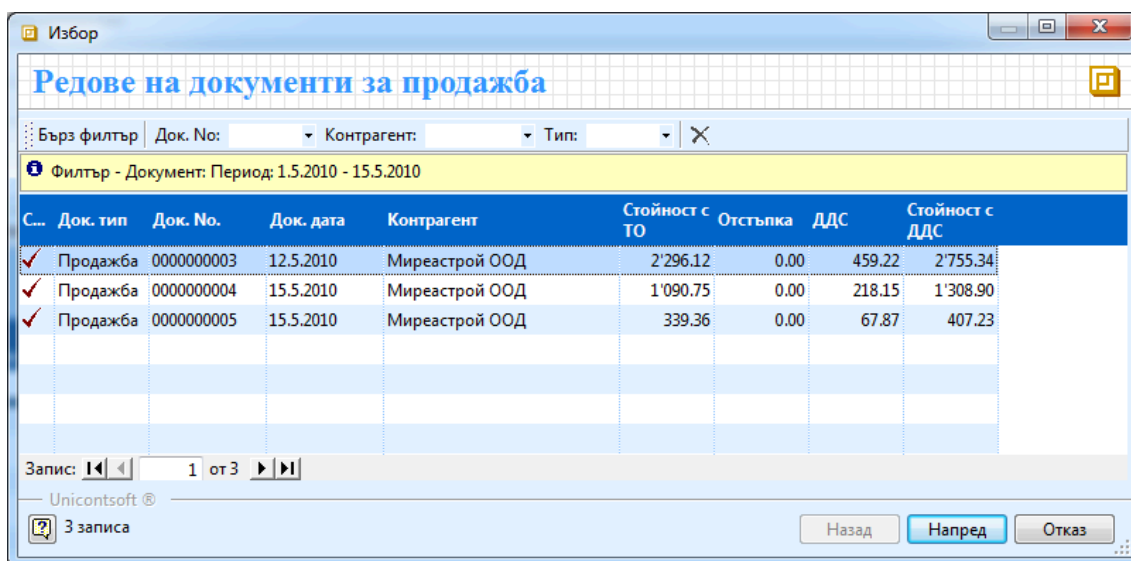 Избор
Редове на документи за продажба
Бърз филтър Док. No: Контрагент: Тип:
Филтър - Документ: Период: 1.5.2010 - 15.5.2010
С... Док. тип Док. No. Док. дата Контрагент Стойност с ТО Отстъпка ДДС Стойност с ДДС
Продажба 0000000003 12.5.2010 Миреастрой ООД 2'296.12 0.00 459.22 2'755.34
Продажба 0000000004 15.5.2010 Миреастрой ООД 1'090.75 0.00 218.15 1'308.90
Продажба 0000000005 15.5.2010 Миреастрой ООД 339.36 0.00 67.87 407.23
Запис: 1 от 3
Unicontsoft ®
3 записа Назад Напред Отказ